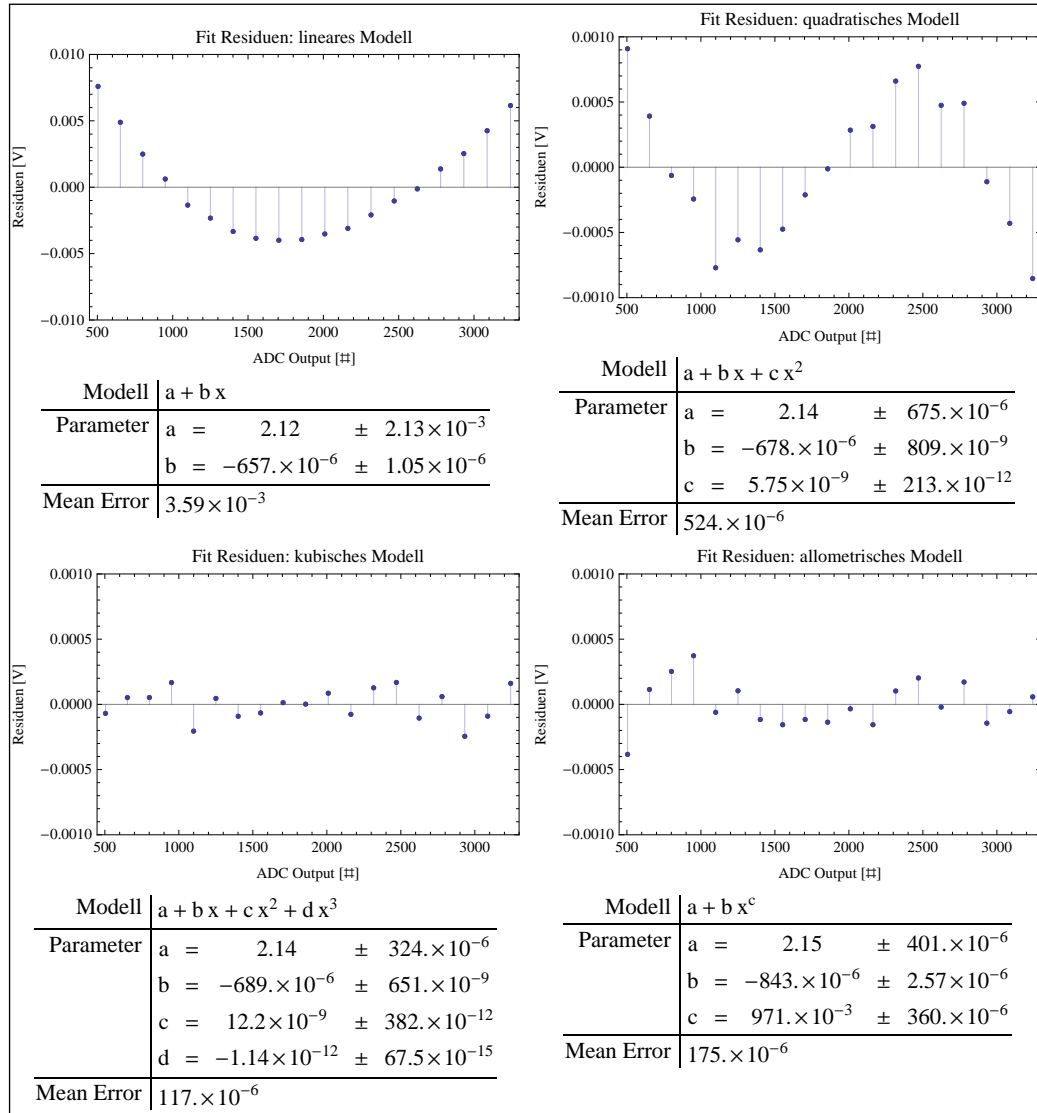 Fit Residuen: lineares Modell
0.010
0.005
0.000
−0.005
−0.010
Residuen [V]
500 1000 1500 2000 2500 3000
ADC Output [#]
Modell a + b x
Parameter a = 2.12 ± 2.13×10⁻³
b = −657.×10⁻⁶ ± 1.05×10⁻⁶
Mean Error 3.59×10⁻³
Fit Residuen: quadratisches Modell
0.0010
0.0005
0.0000
−0.0005
−0.0010
Residuen [V]
500 1000 1500 2000 2500 3000
ADC Output [#]
Modell a + b x + c x²
Parameter a = 2.14 ± 675.×10⁻⁶
b = −678.×10⁻⁶ ± 809.×10⁻⁹
c = 5.75×10⁻⁹ ± 213.×10⁻¹²
Mean Error 524.×10⁻⁶
Fit Residuen: kubisches Modell
0.0010
0.0005
0.0000
−0.0005
−0.0010
Residuen [V]
500 1000 1500 2000 2500 3000
ADC Output [#]
Modell a + b x + c x² + d x³
Parameter a = 2.14 ± 324.×10⁻⁶
b = −689.×10⁻⁶ ± 651.×10⁻⁹
c = 12.2×10⁻⁹ ± 382.×10⁻¹²
d = −1.14×10⁻¹² ± 67.5×10⁻¹⁵
Mean Error 117.×10⁻⁶
Fit Residuen: allometrisches Modell
0.0010
0.0005
0.0000
−0.0005
−0.0010
Residuen [V]
500 1000 1500 2000 2500 3000
ADC Output [#]
Modell a + b xᶜ
Parameter a = 2.15 ± 401.×10⁻⁶
b = −843.×10⁻⁶ ± 2.57×10⁻⁶
c = 971.×10⁻³ ± 360.×10⁻⁶
Mean Error 175.×10⁻⁶